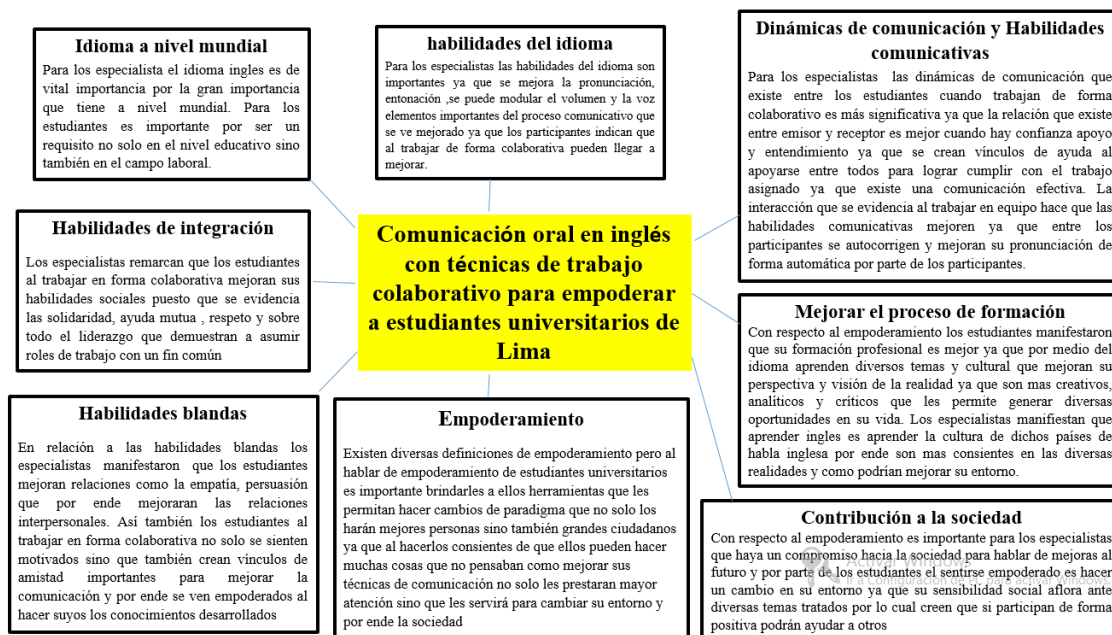 Idioma a nivel mundial
Para los especialista el idioma ingles es de
vital importancia por la gran importancia
que tiene a nivel mundial. Para los
estudiantes es importante por ser un
requisito no solo en el nivel educativo sino
también en el campo laboral.
habilidades del idioma
Para los especialistas las habilidades del idioma son
importantes ya que se mejora la pronunciación,
entonación ,se puede modular el volumen y la voz
elementos importantes del proceso comunicativo que
se ve mejorado ya que los participantes indican que
al trabajar de forma colaborativa pueden llegar a
mejorar.
Dinámicas de comunicación y Habilidades
comunicativas
Para los especialistas las dinámicas de comunicación que
existe entre los estudiantes cuando trabajan de forma
colaborativo es más significativa ya que la relación que existe
entre emisor y receptor es mejor cuando hay confianza apoyo
y entendimiento ya que se crean vínculos de ayuda al
apoyarse entre todos para lograr cumplir con el trabajo
asignado ya que existe una comunicación efectiva. La
interacción que se evidencia al trabajar en equipo hace que las
habilidades comunicativas mejoren ya que entre los
participantes se autocorrigen y mejoran su pronunciación de
forma automática por parte de los participantes.
Habilidades de integración
Los especialistas remarcan que los estudiantes
al trabajar en forma colaborativa mejoran sus
habilidades sociales puesto que se evidencia
las solidaridad, ayuda mutua , respeto y sobre
todo el liderazgo que demuestran a asumir
roles de trabajo con un fin común
Comunicación oral en inglés
con técnicas de trabajo
colaborativo para empoderar
a estudiantes universitarios de
Lima
Mejorar el proceso de formación
Con respecto al empoderamiento los estudiantes manifestaron
que su formación profesional es mejor ya que por medio del
idioma aprenden diversos temas y cultural que mejoran su
perspectiva y visión de la realidad ya que son mas creativos,
analíticos y críticos que les permite generar diversas
oportunidades en su vida. Los especialistas manifiestan que
aprender ingles es aprender la cultura de dichos países de
habla inglesa por ende son mas consientes en las diversas
realidades y como podrían mejorar su entorno.
Habilidades blandas
En relación a las habilidades blandas los
especialistas manifestaron que los estudiantes
mejoran relaciones como la empatía, persuasión
que por ende mejoraran las relaciones
interpersonales. Así también los estudiantes al
trabajar en forma colaborativa no solo se sienten
motivados sino que también crean vínculos de
amistad importantes para mejorar la
comunicación y por ende se ven empoderados al
hacer suyos los conocimientos desarrollados
Empoderamiento
Existen diversas definiciones de empoderamiento pero al
hablar de empoderamiento de estudiantes universitarios
es importante brindarles a ellos herramientas que les
permitan hacer cambios de paradigma que no solo los
harán mejores personas sino también grandes ciudadanos
ya que al hacerlos consientes de que ellos pueden hacer
muchas cosas que no pensaban como mejorar sus
técnicas de comunicación no solo les prestaran mayor
atención sino que les servirá para cambiar su entorno y
por ende la sociedad
Contribución a la sociedad
Con respecto al empoderamiento es importante para los especialistas
que haya un compromiso hacia la sociedad para hablar de mejoras al
futuro y por parte de los estudiantes el sentirse empoderado es hacer
un cambio en su entorno ya que su sensibilidad social aflora ante
diversas temas tratados por lo cual creen que si participan de forma
positiva podrán ayudar a otros
Activar Windows
Ir a Configuración de PC para activar Windows.